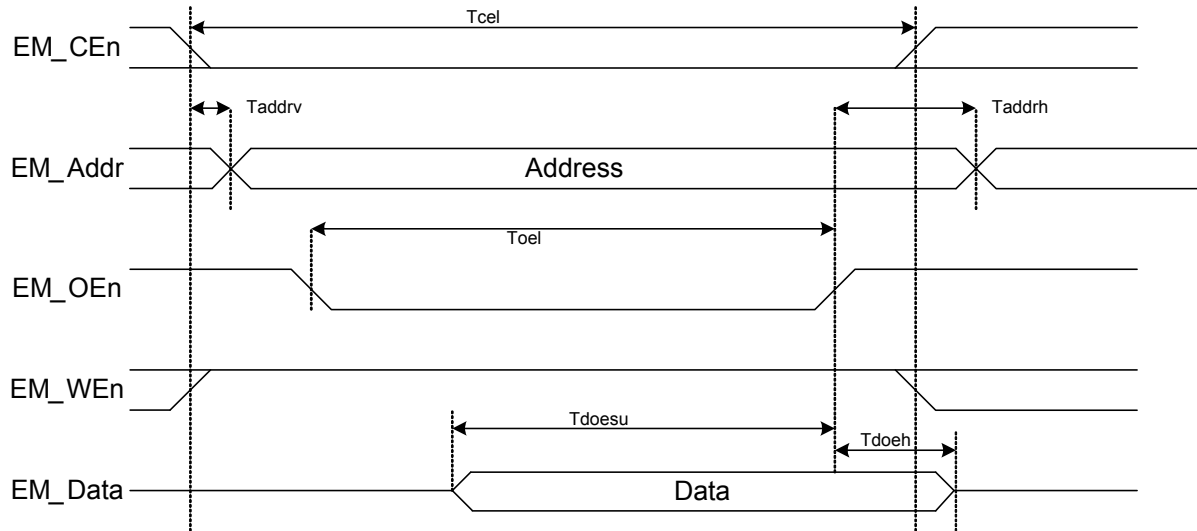 Tcel
EM_CEn
Taddrv
Taddrh
EM_Addr
Address
Toel
EM_OEn
EM_WEn
Tdoesu
Tdoeh
EM_Data
Data